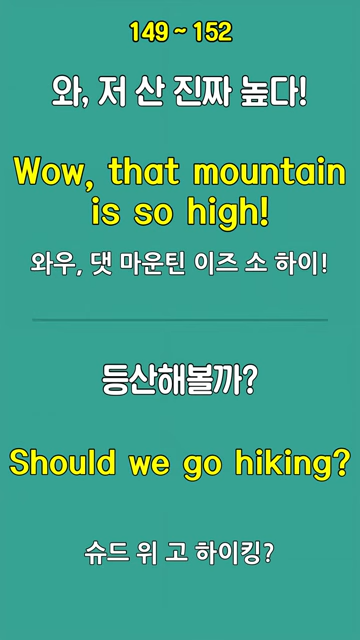 149 ~ 152
와, 저 산 진짜 높다!
Wow, that mountain
is so high!
와우, 댓 마운틴 이즈 소 하이!
등산해볼까?
Should we go hiking?
슈드 위 고 하이킹?